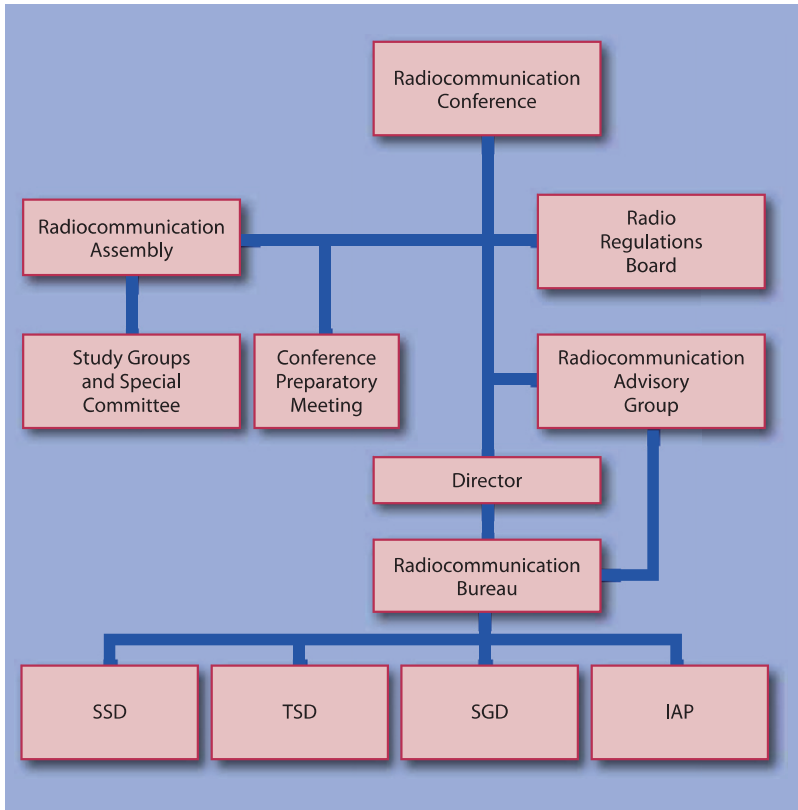 Radiocommunication
Conference
Radiocommunication
Assembly
Radio
Regulations
Board
Study Groups
and Special
Committee
Conference
Preparatory
Meeting
Radiocommunication
Advisory
Group
Director
Radiocommunication
Bureau
SSD
TSD
SGD
IAP